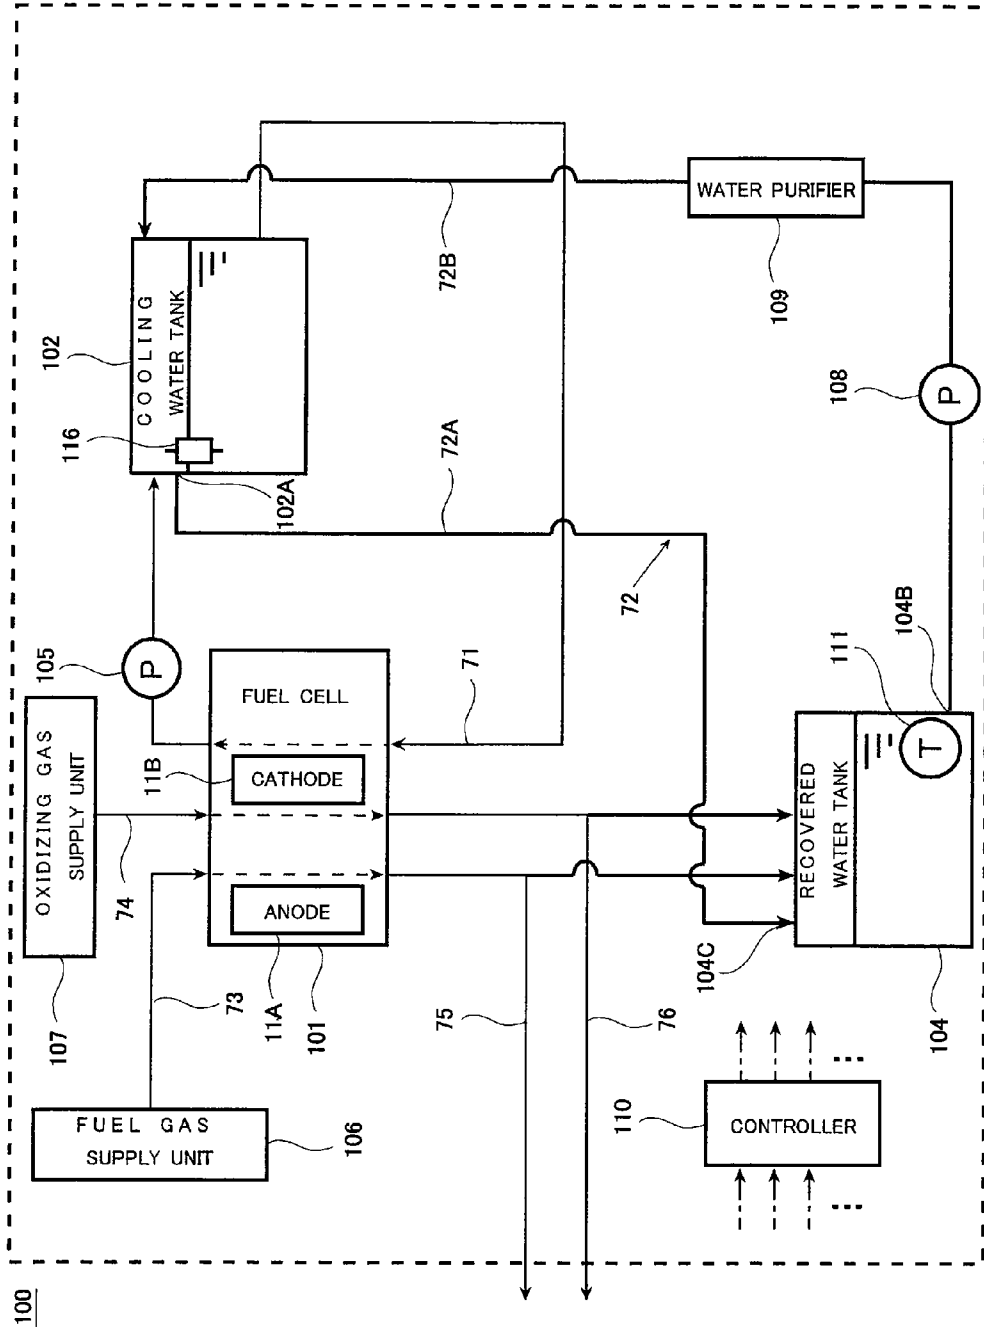 100
FUEL GAS
SUPPLY UNIT
106
107
OXIDIZING GAS
SUPPLY UNIT
73
74
105
P
FUEL CELL
11B
CATHODE
ANODE
11A
101
71
75
76
102
COOLING
WATER TANK
116
102A
72A
72B
72
WATER PURIFIER
109
108
P
104B
111
T
RECOVERED
WATER TANK
104C
104
110
CONTROLLER